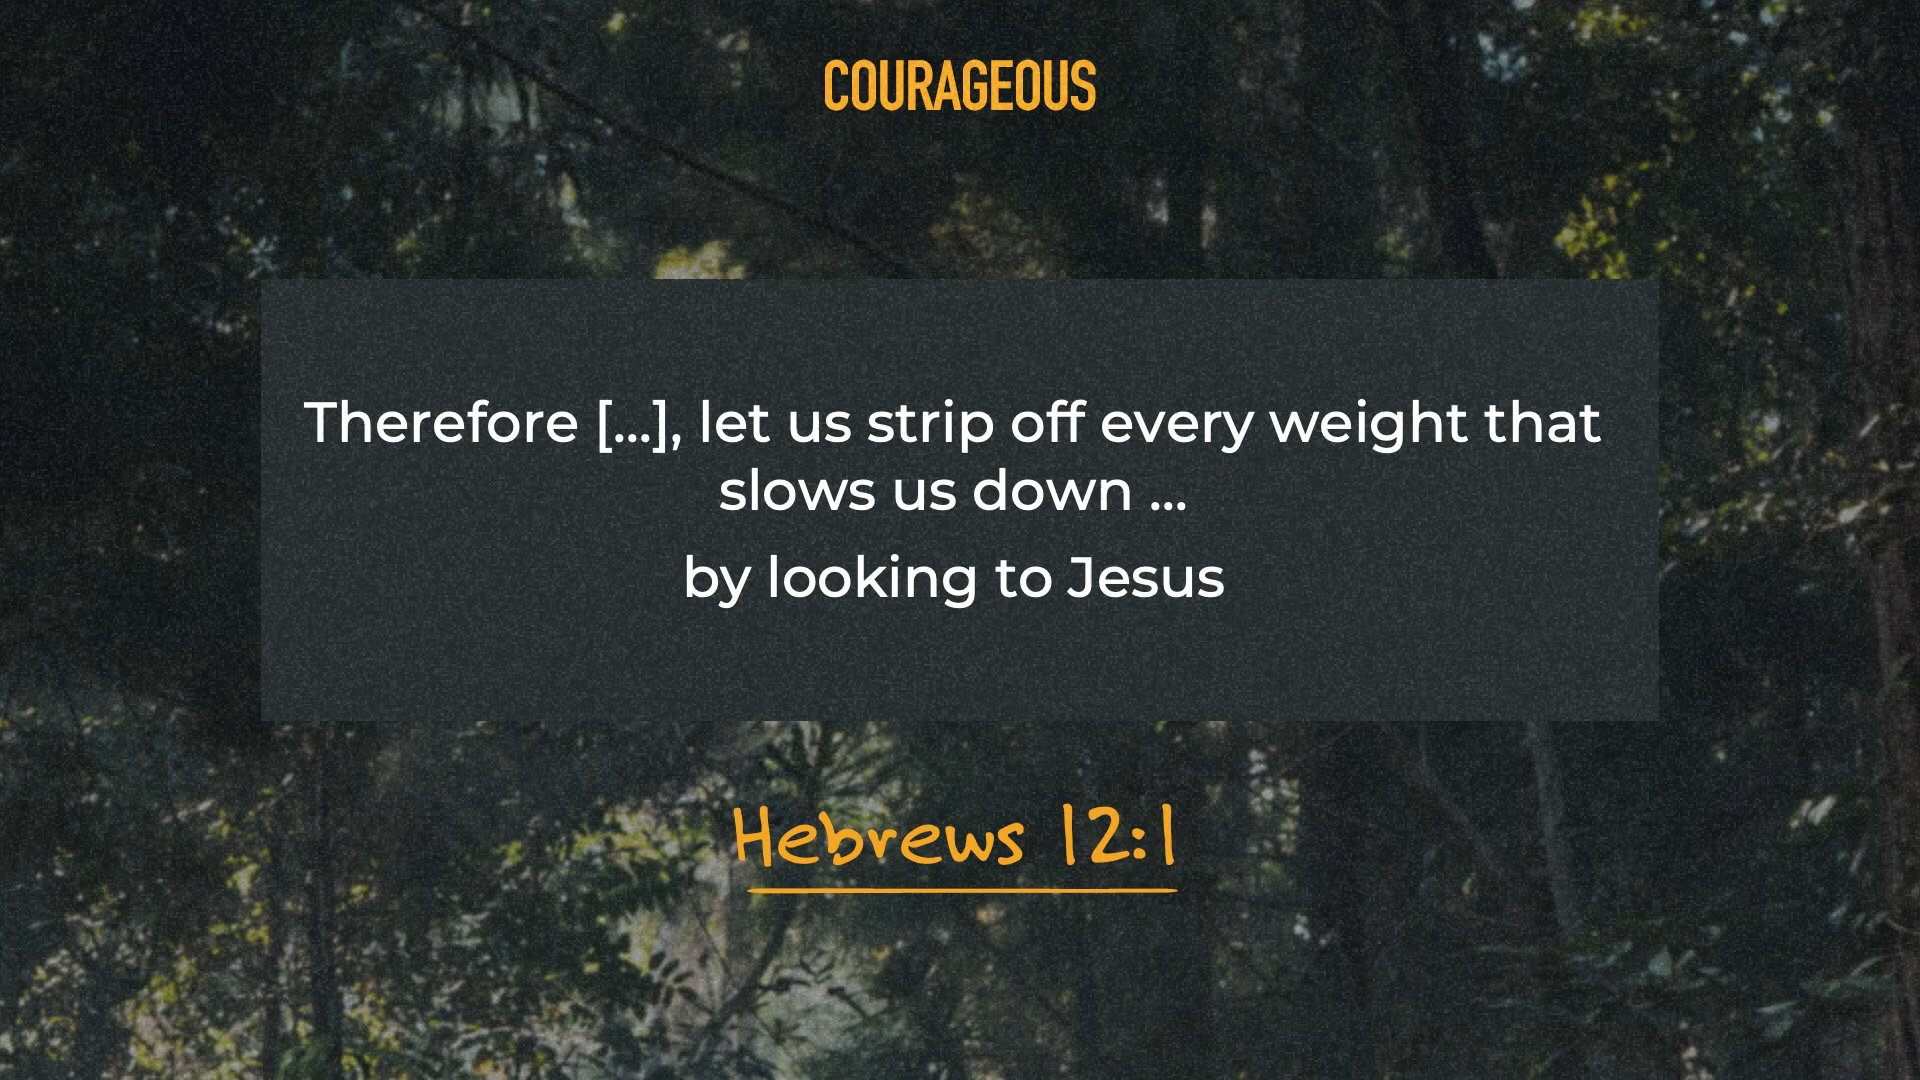 COURAGEOUS
Therefore [...], let us strip off every weight that
slows us down ...
by looking to Jesus
Hebrews 12:1